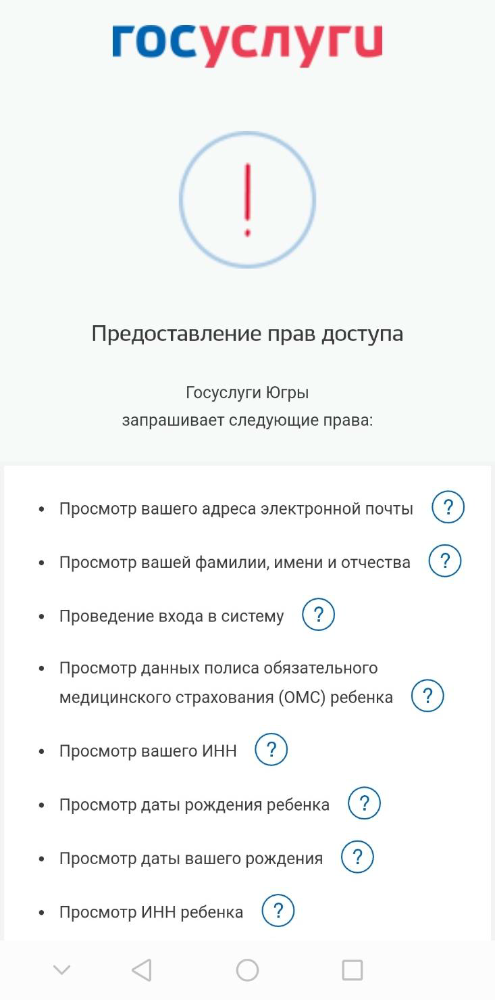 госуслуги
!
Предоставление прав доступа
Госуслуги Югры
запрашивает следующие права:
• Просмотр вашего адреса электронной почты ?
• Просмотр вашей фамилии, имени и отчества ?
• Проведение входа в систему ?
• Просмотр данных полиса обязательного
медицинского страхования (ОМС) ребенка ?
• Просмотр вашего ИНН ?
• Просмотр даты рождения ребенка ?
• Просмотр даты вашего рождения ?
• Просмотр ИНН ребенка ?